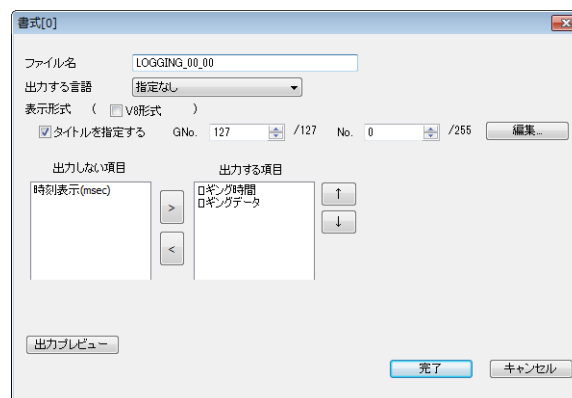 書式[0]
ファイル名 LOGGING_00_00
出力する言語 指定なし
表示形式 ( V8形式 )
タイトルを指定する GNo. 127 /127 No. 0 /255 編集...
出力しない項目 出力する項目
時刻表示(msec) > ロギング時間 ↑
ロギングデータ
↓
<
出力プレビュー
完了 キャンセル